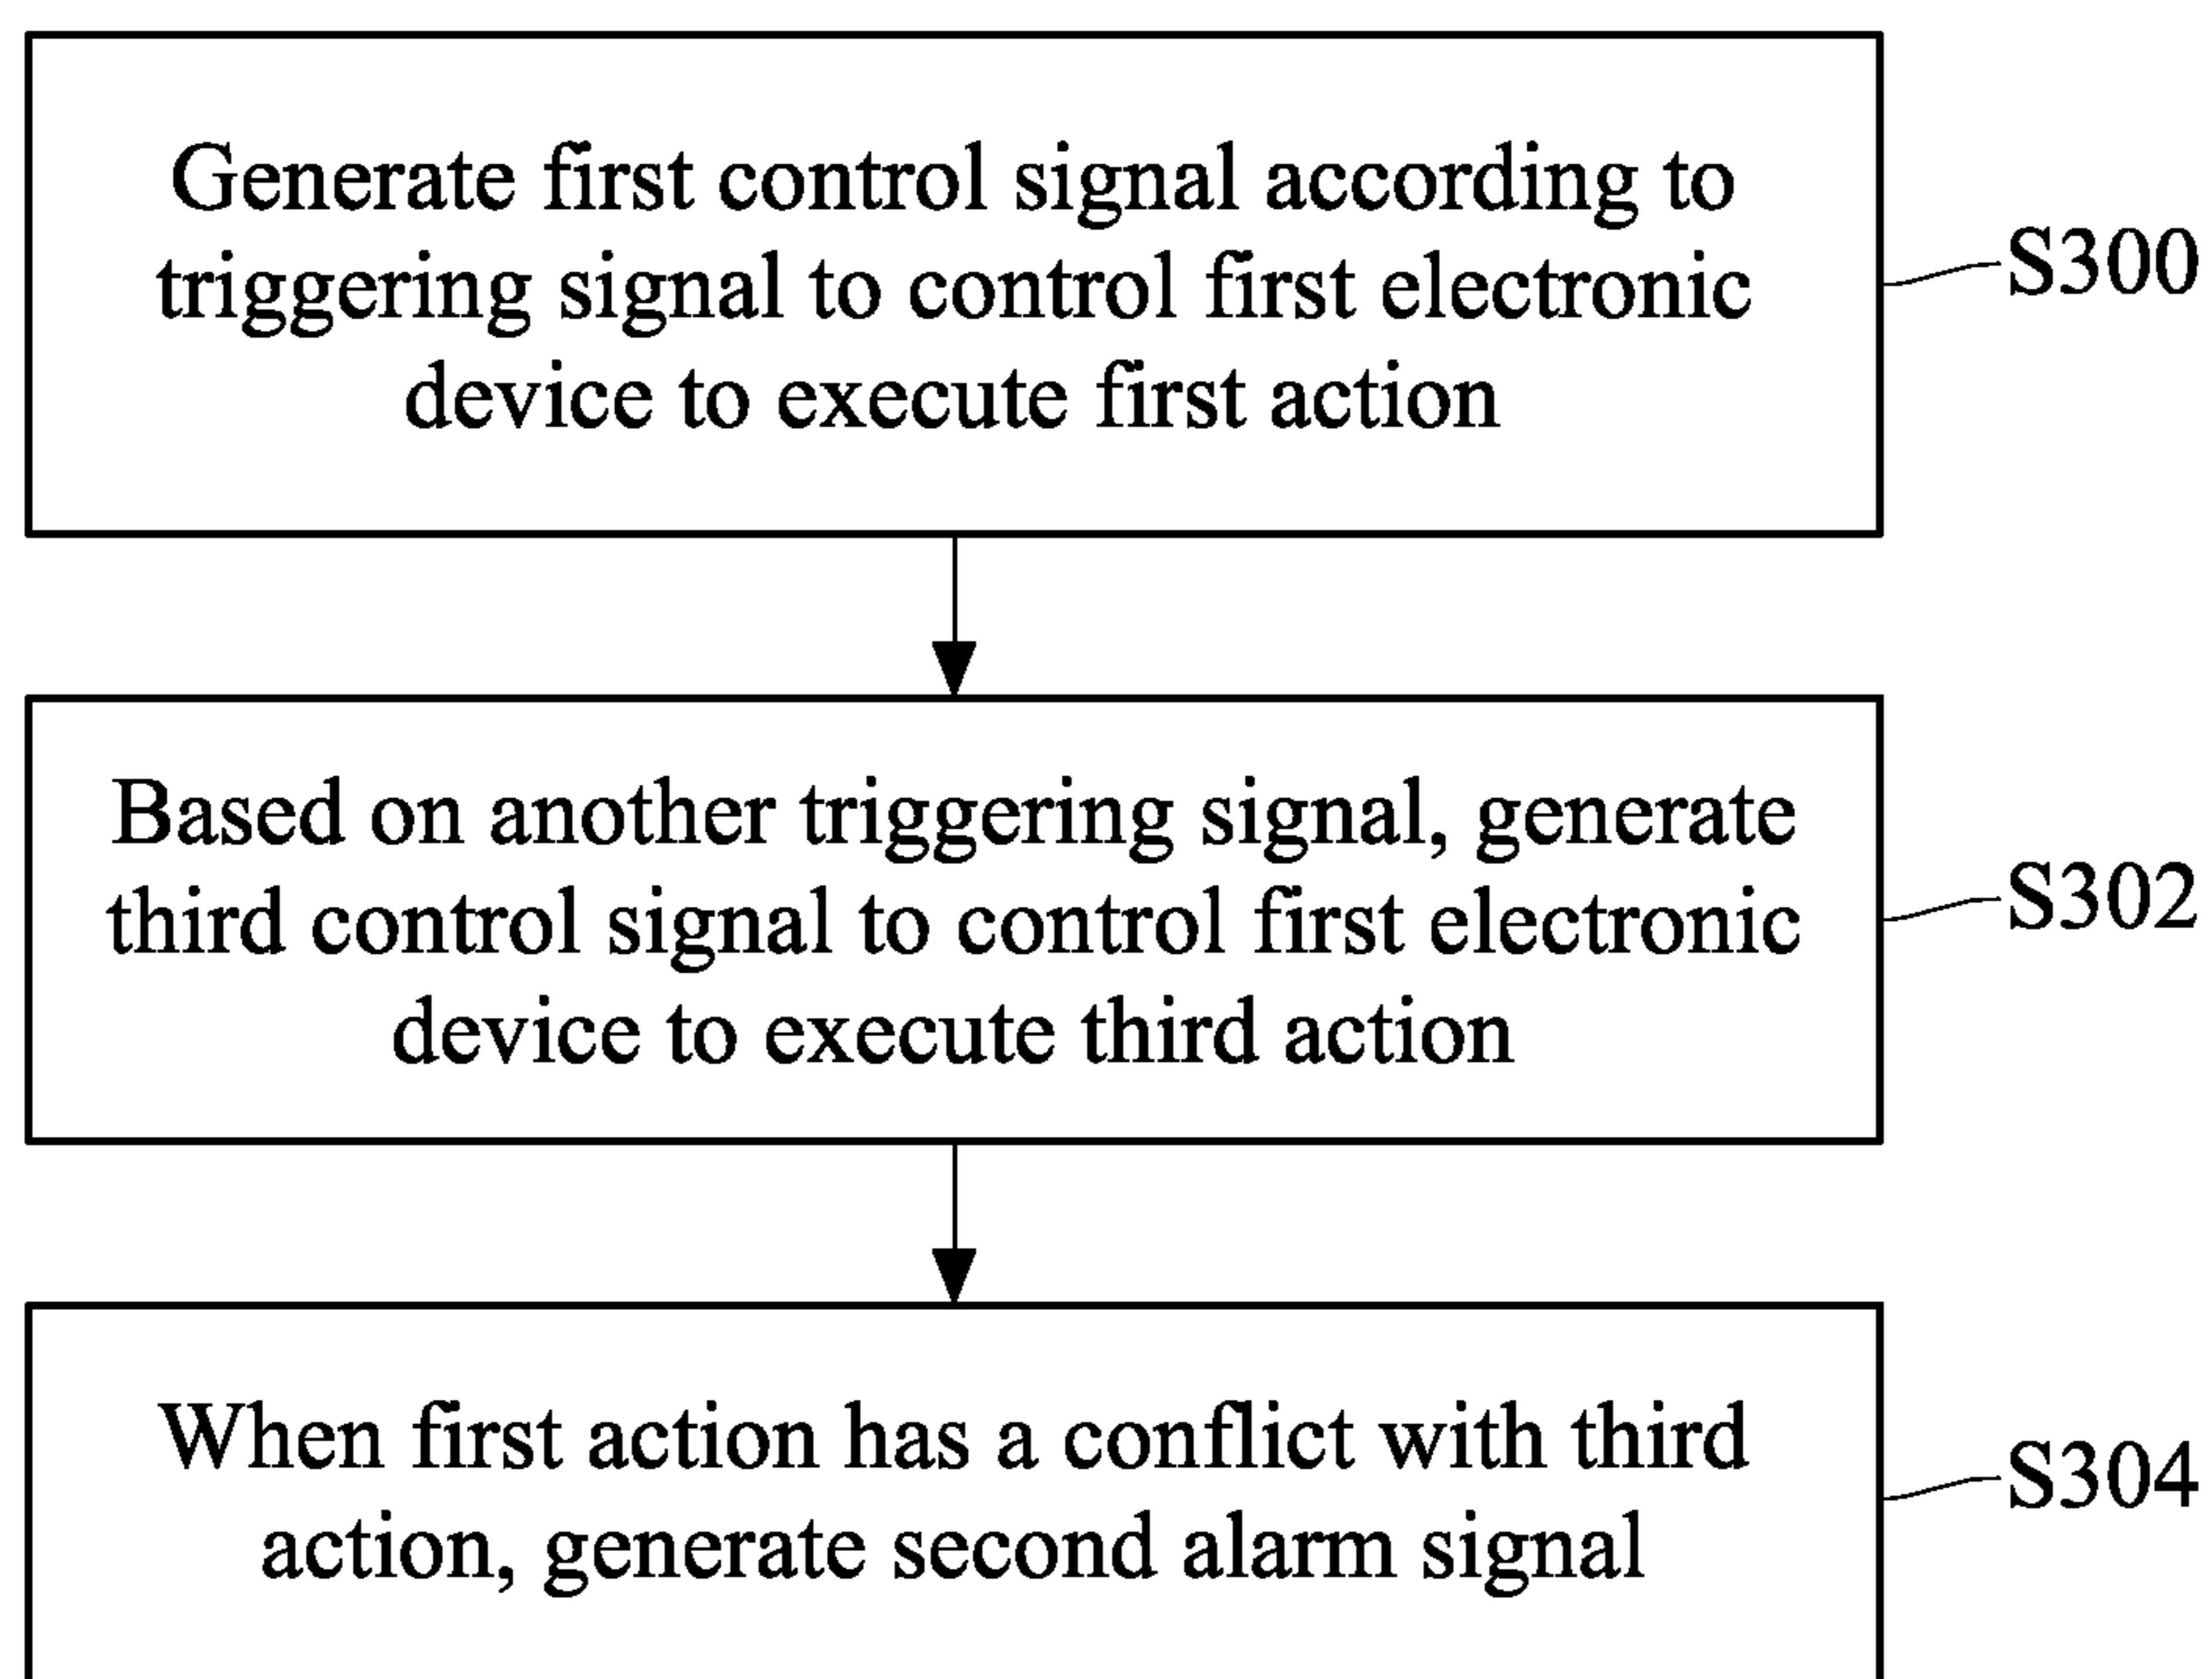 Generate first control signal according to
triggering signal to control first electronic
device to execute first action
S300
Based on another triggering signal, generate
third control signal to control first electronic
device to execute third action
S302
When first action has a conflict with third
action, generate second alarm signal
S304